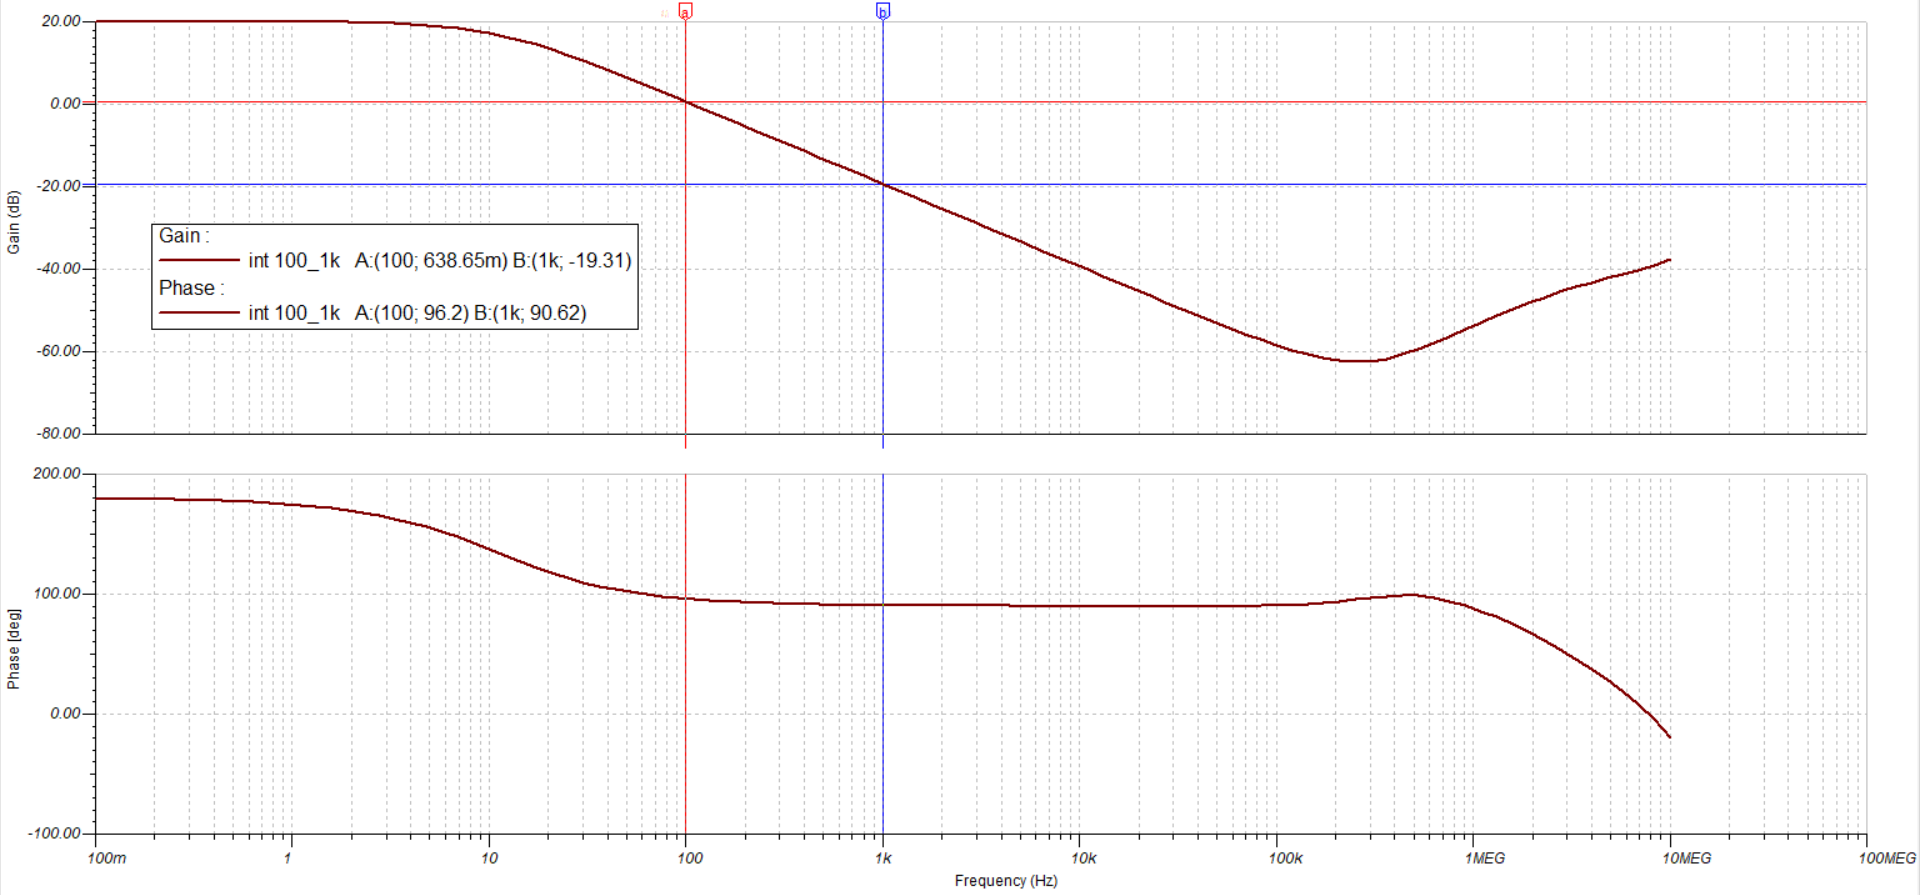 a
b
20.00
0.00
-20.00
-40.00
-60.00
-80.00
Gain (dB)
Gain :
int 100_1k A:(100; 638.65m) B:(1k; -19.31)
Phase :
int 100_1k A:(100; 96.2) B:(1k; 90.62)
200.00
100.00
0.00
-100.00
Phase [deg]
100m 1 10 100 1k 10k 100k 1MEG 10MEG 100MEG
Frequency (Hz)